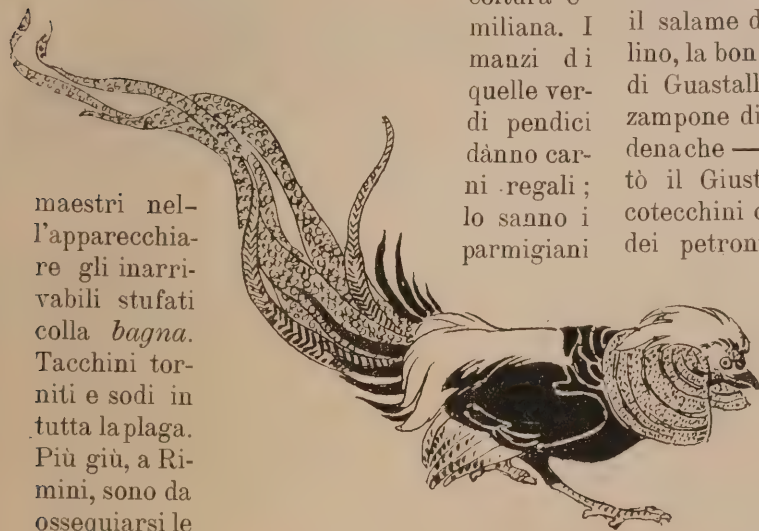 coltura e-
miliana. I
manzi di
quelle ver-
di pendici
dànno car-
ni regali;
lo sanno i
parmigiani
maestri nel-
l'apparecchia-
re gli inarri-
vabili stufati
colla bagna.
Tacchini tor-
niti e sodi in
tutta la plaga.
Più giù, a Ri-
mini, sono da
ossequiarsi le
il salame d
lino, la bon
di Guastall
zampone di
denache —
tò il Giust
cotecchini
dei petron